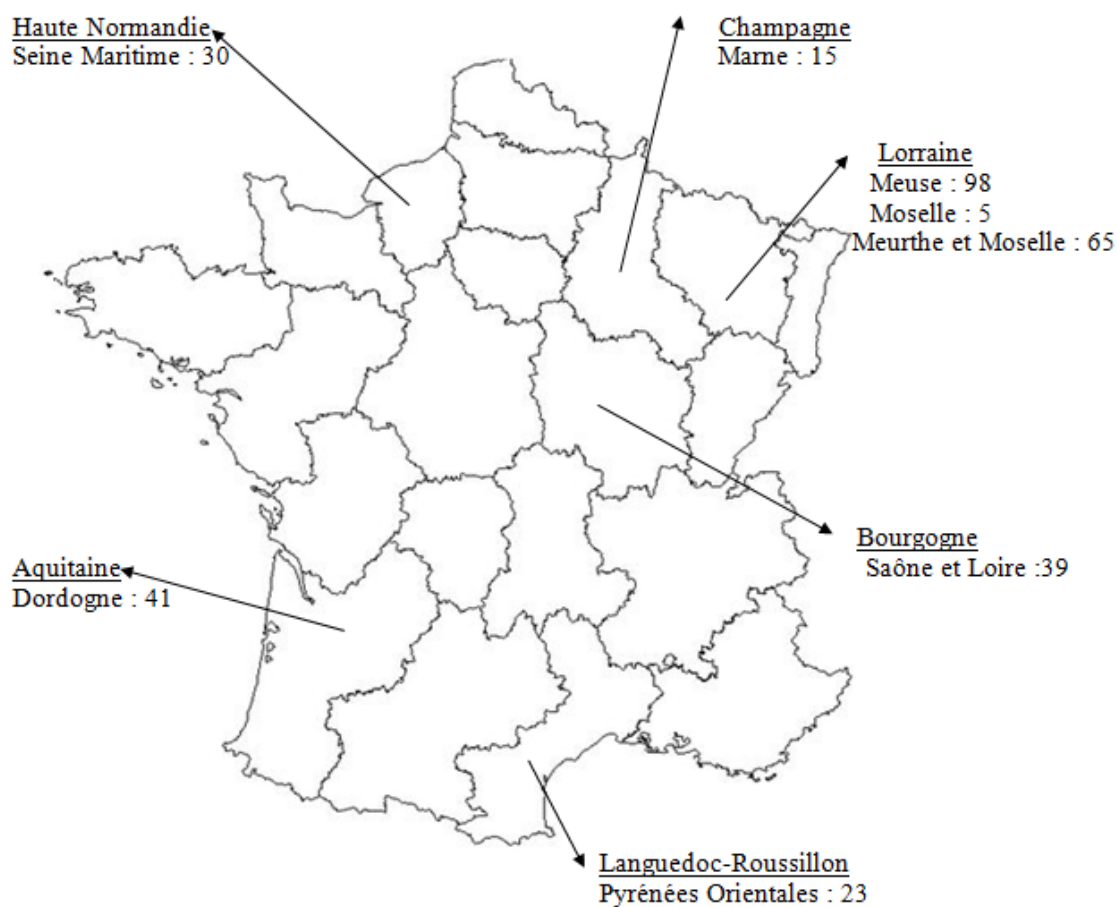 Haute Normandie
Seine Maritime : 30
Champagne
Marne : 15
Lorraine
Meuse : 98
Moselle : 5
Meurthe et Moselle : 65
Bourgogne
Saône et Loire :39
Aquitaine
Dordogne : 41
Languedoc-Roussillon
Pyrénées Orientales : 23